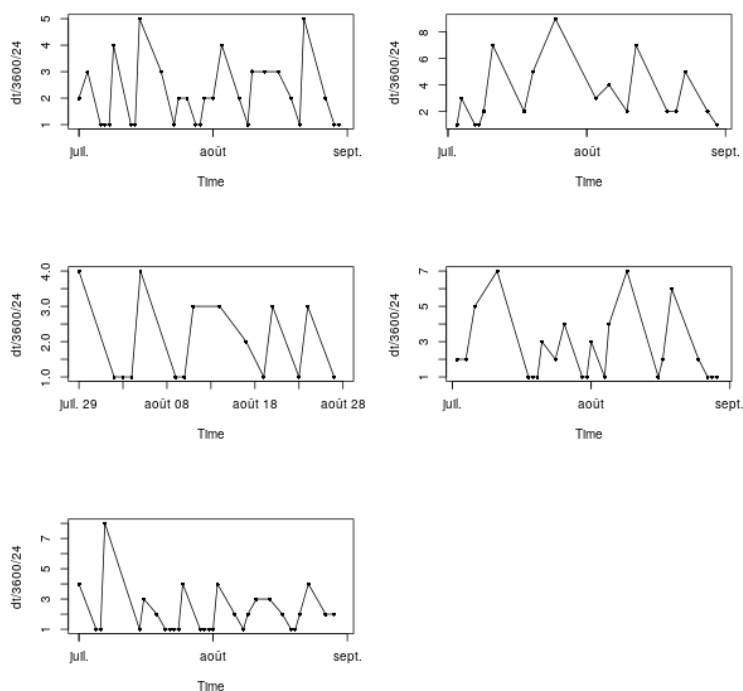 dt/3600/24
5
4
3
2
1
juil.
août
sept.
Time
dt/3600/24
8
6
4
2
juil.
août
sept.
Time
dt/3600/24
4.0
3.0
2.0
1.0
juil. 29
août 08
août 18
août 28
Time
dt/3600/24
7
5
3
1
juil.
août
sept.
Time
dt/3600/24
7
5
3
1
juil.
août
sept.
Time